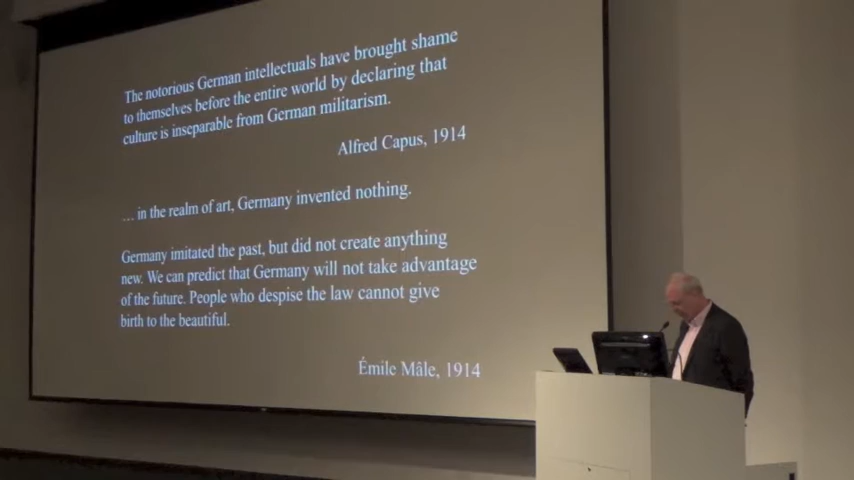 The notorious German intellectuals have brought shame
to themselves before the entire world by declaring that
culture is inseparable from German militarism.
Alfred Capus, 1914
… in the realm of art, Germany invented nothing.
Germany imitated the past, but did not create anything
new. We can predict that Germany will not take advantage
of the future. People who despise the law cannot give
birth to the beautiful.
Émile Mâle, 1914